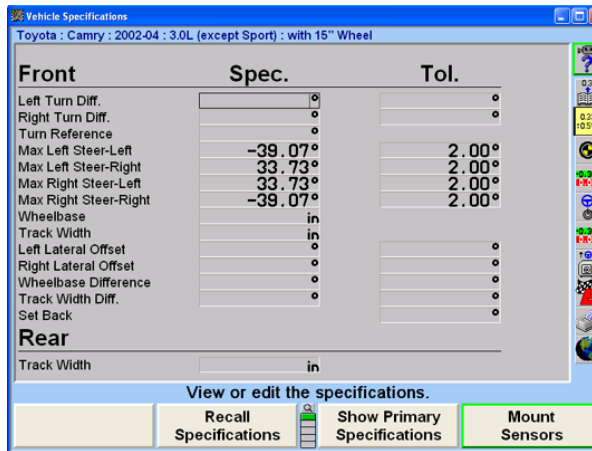 Vehicle Specifications
Toyota : Camry : 2002-04 : 3.0L (except Sport) : with 15" Wheel
Front Spec. Tol.
Left Turn Diff. ° °
Right Turn Diff. ° °
Turn Reference °
Max Left Steer-Left -39.07° 2.00°
Max Left Steer-Right 33.73° 2.00°
Max Right Steer-Left 33.73° 2.00°
Max Right Steer-Right -39.07° 2.00°
Wheelbase in
Track Width in
Left Lateral Offset ° °
Right Lateral Offset ° °
Wheelbase Difference ° °
Track Width Diff. ° °
Set Back °
Rear
Track Width in
View or edit the specifications.
Recall Specifications
Show Primary Specifications
Mount Sensors